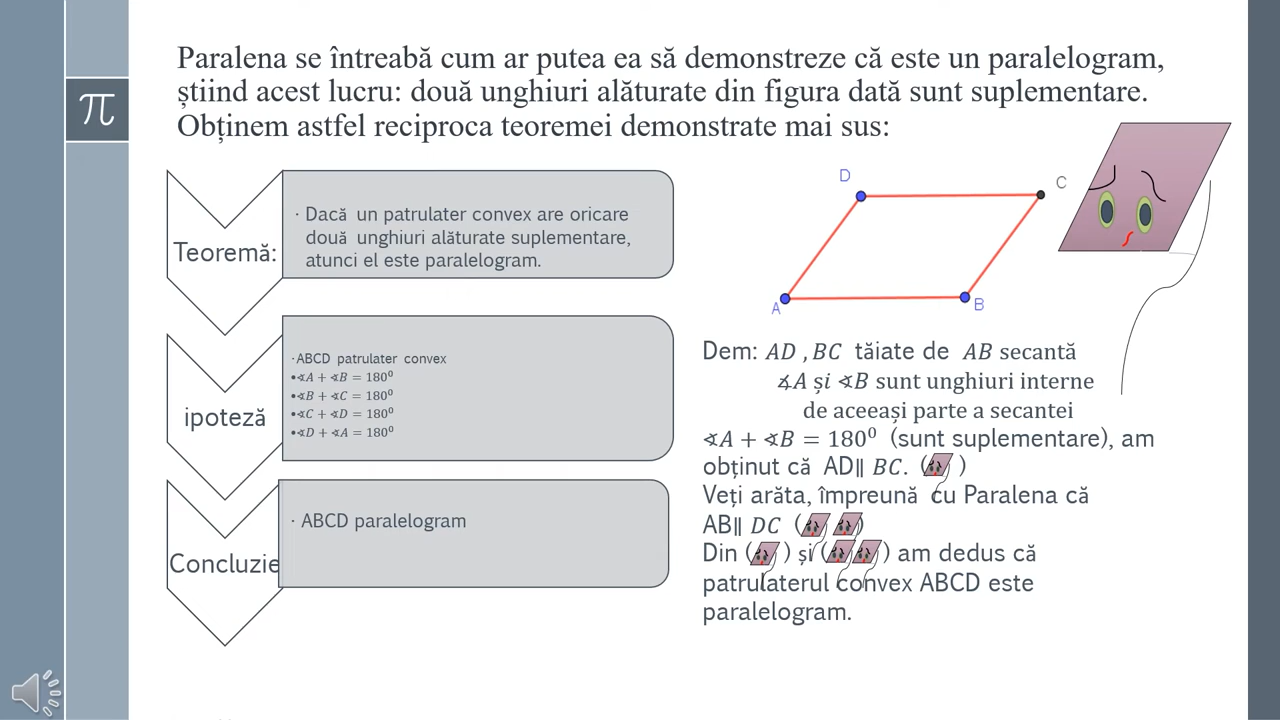 Paralena se întreabă cum ar putea ea să demonstreze că este un paralelogram,
știind acest lucru: două unghiuri alăturate din figura dată sunt suplementare.
Obținem astfel reciproca teoremei demonstrate mai sus:
π
Teoremă:
· Dacă un patrulater convex are oricare
două unghiuri alăturate suplementare,
atunci el este paralelogram.
ipoteză
·ABCD patrulater convex
•∢A + ∢B = 180⁰
•∢B + ∢C = 180⁰
•∢C + ∢D = 180⁰
•∢D + ∢A = 180⁰
Concluzie
· ABCD paralelogram
D
C
A
B
Dem: AD , BC tăiate de AB secantă
∡A și ∢B sunt unghiuri interne
de aceeași parte a secantei
∢A + ∢B = 180⁰ (sunt suplementare), am
obținut că AD∥ BC. ( )
Veți arăta, împreună cu Paralena că
AB∥ DC ( )
Din ( ) și ( ) am dedus că
patrulaterul convex ABCD este
paralelogram.